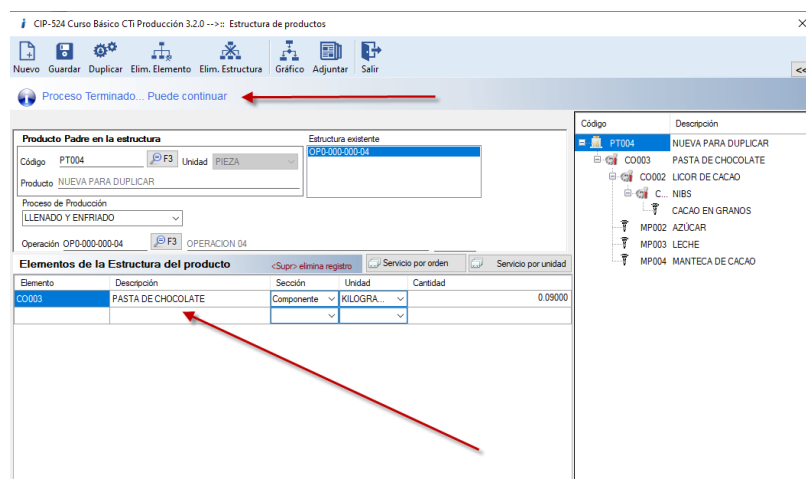 CIP-524 Curso Básico CTi Producción 3.2.0 -->:: Estructura de productos
Nuevo Guardar Duplicar Elim. Elemento Elim. Estructura Gráfico Adjuntar Salir
<<
Proceso Terminado... Puede continuar
Producto Padre en la estructura
Código PT004 F3 Unidad PIEZA
Producto NUEVA PARA DUPLICAR
Proceso de Producción
LLENADO Y ENFRIADO
Operación OP0-000-000-04 F3 OPERACION 04
Estructura existente
OP0-000-000-04
Elementos de la Estructura del producto <Supr> elimina registro Servicio por orden Servicio por unidad
Elemento Descripción Sección Unidad Cantidad
CO003 PASTA DE CHOCOLATE Componente KILOGRA... 0.09000
Código Descripción
PT004 NUEVA PARA DUPLICAR
CO003 PASTA DE CHOCOLATE
CO002 LICOR DE CACAO
C... NIBS
CACAO EN GRANOS
MP002 AZÚCAR
MP003 LECHE
MP004 MANTECA DE CACAO